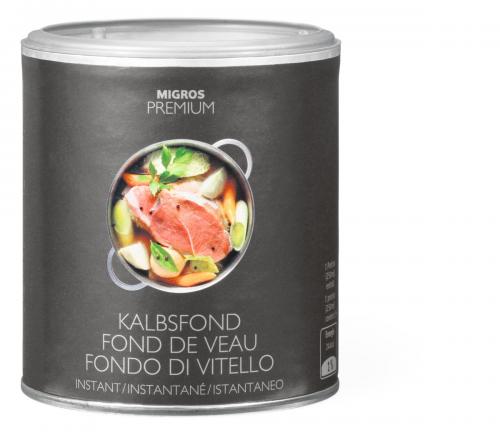 MIGROS
PREMIUM
KALBSFOND
FOND DE VEAU
FONDO DI VITELLO
INSTANT/INSTANTANÉ/ISTANTANEO